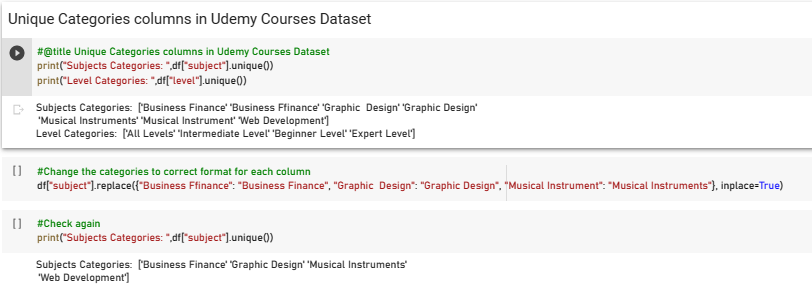 Unique Categories columns in Udemy Courses Dataset
#@title Unique Categories columns in Udemy Courses Dataset
print("Subjects Categories: ",df["subject"].unique())
print("Level Categories: ",df["level"].unique())
Subjects Categories:  ['Business Finance' 'Business Ffinance' 'Graphic  Design' 'Graphic Design'
 'Musical Instruments' 'Musical Instrument' 'Web Development']
Level Categories:  ['All Levels' 'Intermediate Level' 'Beginner Level' 'Expert Level']
[ ] #Change the categories to correct format for each column
df["subject"].replace({"Business Ffinance": "Business Finance", "Graphic  Design": "Graphic Design", "Musical Instrument": "Musical Instruments"}, inplace=True)
[ ] #Check again
print("Subjects Categories: ",df["subject"].unique())
Subjects Categories:  ['Business Finance' 'Graphic Design' 'Musical Instruments'
 'Web Development']